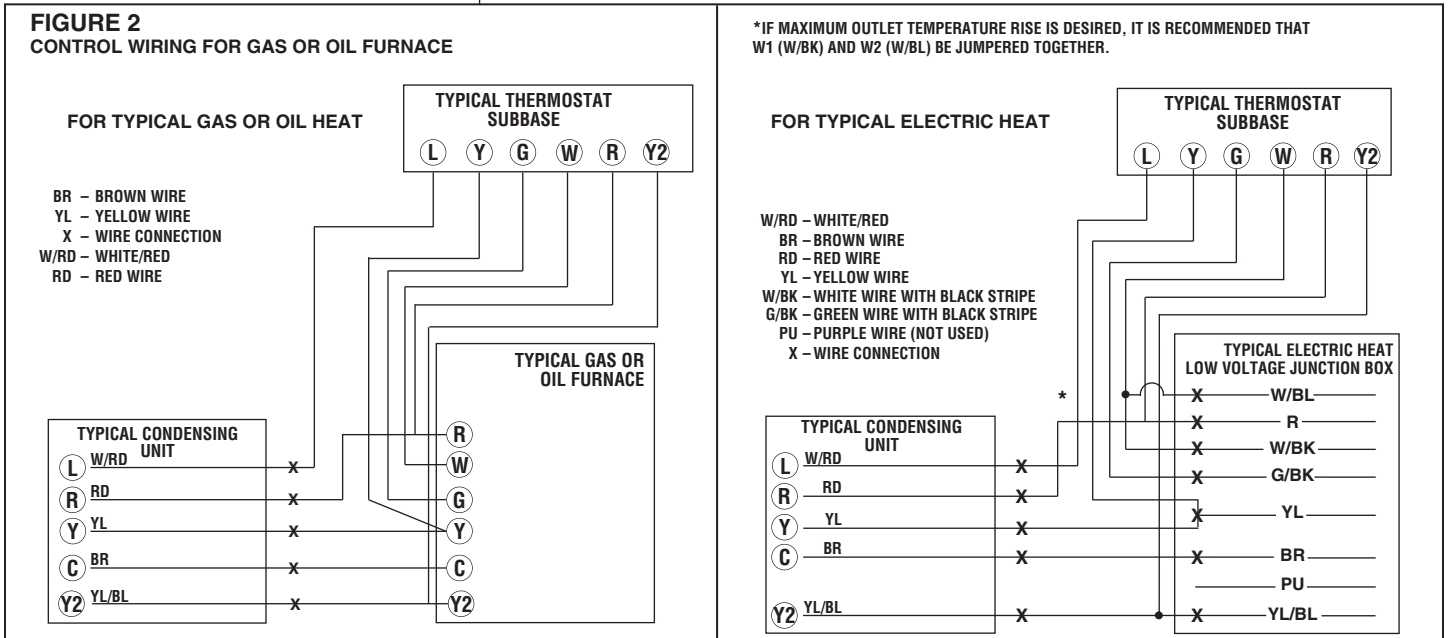 FIGURE 2
CONTROL WIRING FOR GAS OR OIL FURNACE
FOR TYPICAL GAS OR OIL HEAT
TYPICAL THERMOSTAT
SUBBASE
L Y G W R Y2
BR – BROWN WIRE
YL – YELLOW WIRE
X – WIRE CONNECTION
W/RD – WHITE/RED
RD – RED WIRE
TYPICAL GAS OR
OIL FURNACE
R
W
G
Y
C
Y2
TYPICAL CONDENSING
UNIT
L W/RD X
R RD X
Y YL X
C BR X
Y2 YL/BL X
*IF MAXIMUM OUTLET TEMPERATURE RISE IS DESIRED, IT IS RECOMMENDED THAT
W1 (W/BK) AND W2 (W/BL) BE JUMPERED TOGETHER.
FOR TYPICAL ELECTRIC HEAT
TYPICAL THERMOSTAT
SUBBASE
L Y G W R Y2
W/RD – WHITE/RED
BR – BROWN WIRE
RD – RED WIRE
YL – YELLOW WIRE
W/BK – WHITE WIRE WITH BLACK STRIPE
G/BK – GREEN WIRE WITH BLACK STRIPE
PU – PURPLE WIRE (NOT USED)
X – WIRE CONNECTION
TYPICAL ELECTRIC HEAT
LOW VOLTAGE JUNCTION BOX
*
X W/BL
X R
X W/BK
X G/BK
X YL
X BR
PU
X YL/BL
TYPICAL CONDENSING
UNIT
L W/RD X
R RD X
Y YL X
C BR X
Y2 YL/BL X